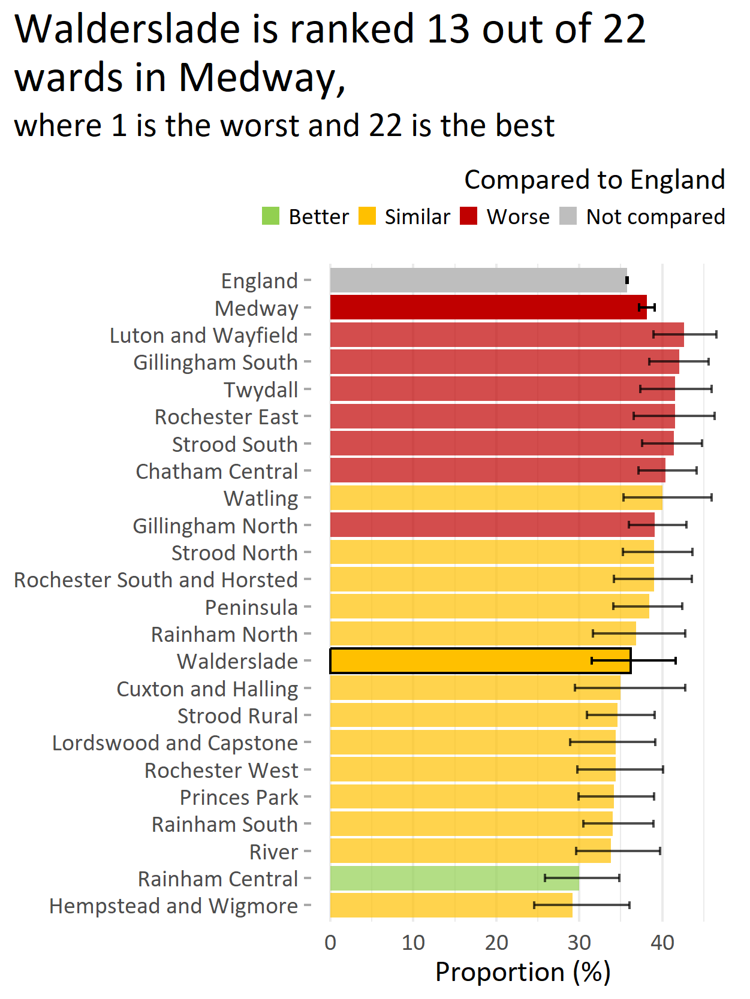 Walderslade is ranked 13 out of 22
wards in Medway,
where 1 is the worst and 22 is the best
Compared to England
Better Similar Worse Not compared
England
Medway
Luton and Wayfield
Gillingham South
Twydall
Rochester East
Strood South
Chatham Central
Watling
Gillingham North
Strood North
Rochester South and Horsted
Peninsula
Rainham North
Walderslade
Cuxton and Halling
Strood Rural
Lordswood and Capstone
Rochester West
Princes Park
Rainham South
River
Rainham Central
Hempstead and Wigmore
0 10 20 30 40
Proportion (%)